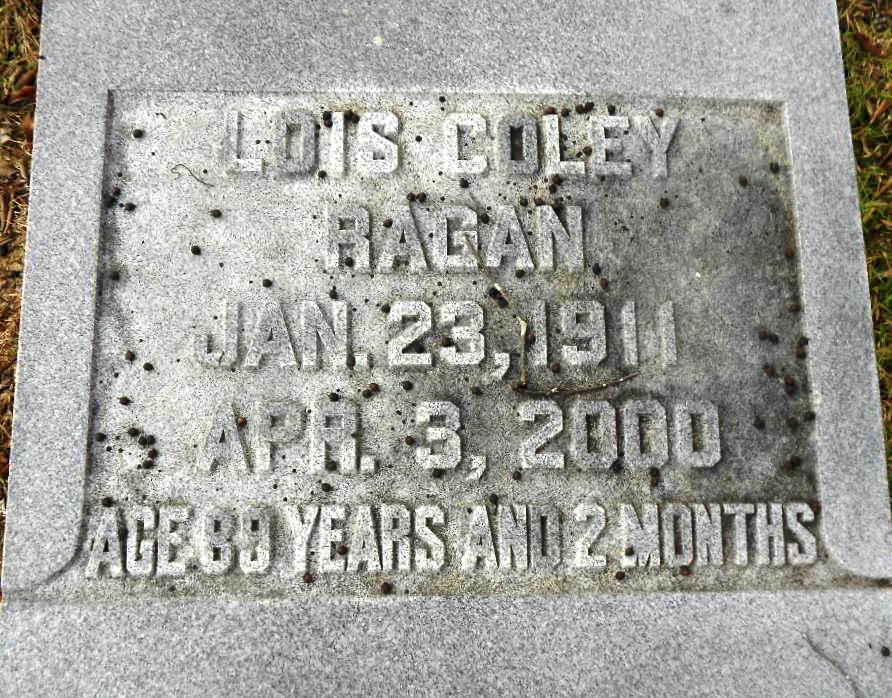 LOIS COLEY
RAGAN
JAN. 23, 1911
APR. 3, 2000
AGE 89 YEARS AND 2 MONTHS